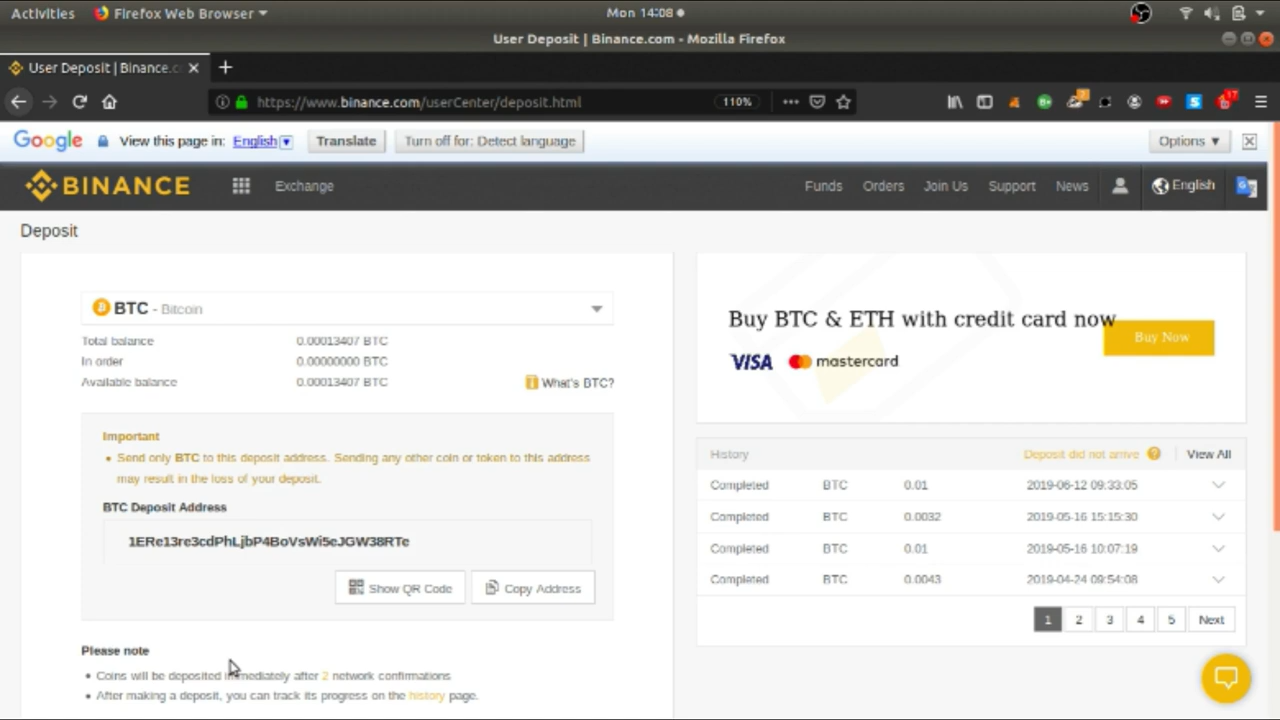 Activities Firefox Web Browser Mon 14:08
User Deposit | Binance.com - Mozilla Firefox
User Deposit | Binance.c
https://www.binance.com/userCenter/deposit.html 110%
Google View this page in: English Translate Turn off for: Detect language Options
BINANCE Exchange Funds Orders Join Us Support News English
Deposit
BTC - Bitcoin
Total balance 0.00013407 BTC
In order 0.00000000 BTC
Available balance 0.00013407 BTC What's BTC?
Important
Send only BTC to this deposit address. Sending any other coin or token to this address
may result in the loss of your deposit.
BTC Deposit Address
1ERe13re3cdPhLjbP4BoVsWi5eJGW38RTe
Show QR Code Copy Address
Please note
Coins will be deposited immediately after 2 network confirmations
After making a deposit, you can track its progress on the history page.
Buy BTC & ETH with credit card now
Buy Now
VISA mastercard
History Deposit did not arrive ? View All
Completed BTC 0.01 2019-06-12 09:33:05
Completed BTC 0.0032 2019-05-16 15:15:30
Completed BTC 0.01 2019-05-16 10:07:19
Completed BTC 0.0043 2019-04-24 09:54:08
1 2 3 4 5 Next